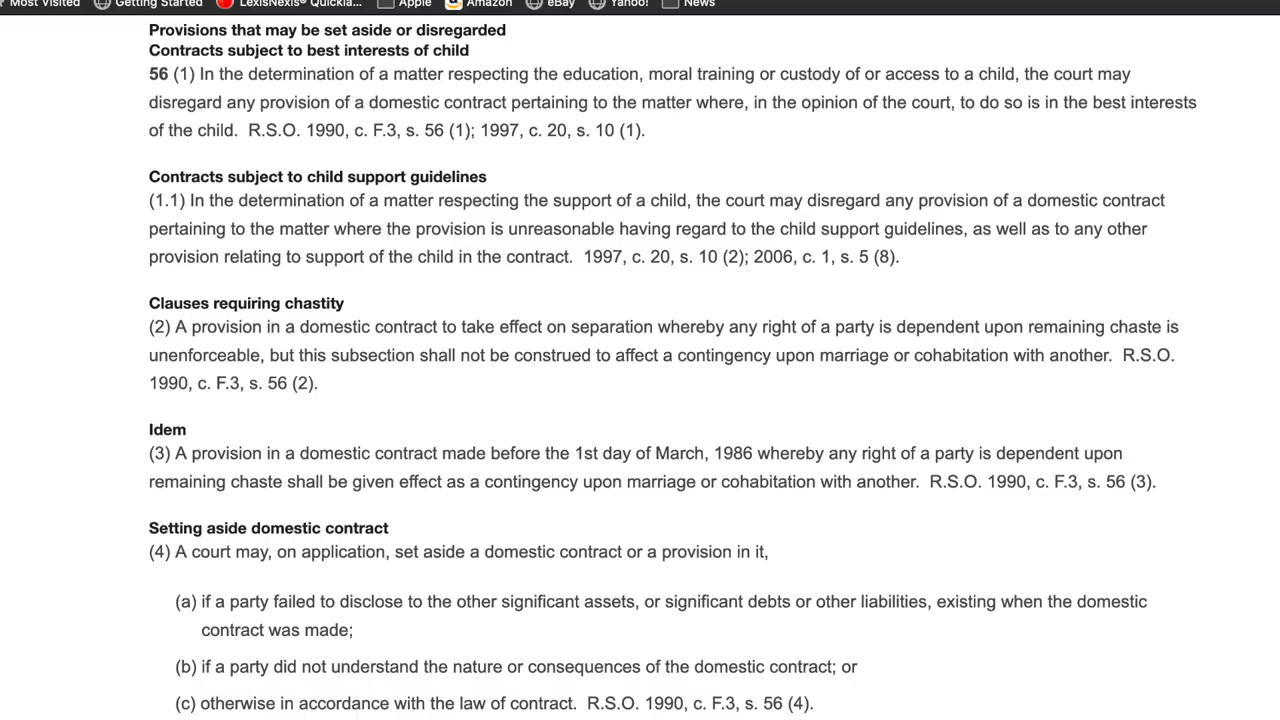 Most Visited Getting Started LexisNexis® Quickla... Apple Amazon eBay Yahoo! News
Provisions that may be set aside or disregarded
Contracts subject to best interests of child
56 (1) In the determination of a matter respecting the education, moral training or custody of or access to a child, the court may
disregard any provision of a domestic contract pertaining to the matter where, in the opinion of the court, to do so is in the best interests
of the child.  R.S.O. 1990, c. F.3, s. 56 (1); 1997, c. 20, s. 10 (1).
Contracts subject to child support guidelines
(1.1) In the determination of a matter respecting the support of a child, the court may disregard any provision of a domestic contract
pertaining to the matter where the provision is unreasonable having regard to the child support guidelines, as well as to any other
provision relating to support of the child in the contract.  1997, c. 20, s. 10 (2); 2006, c. 1, s. 5 (8).
Clauses requiring chastity
(2) A provision in a domestic contract to take effect on separation whereby any right of a party is dependent upon remaining chaste is
unenforceable, but this subsection shall not be construed to affect a contingency upon marriage or cohabitation with another.  R.S.O.
1990, c. F.3, s. 56 (2).
Idem
(3) A provision in a domestic contract made before the 1st day of March, 1986 whereby any right of a party is dependent upon
remaining chaste shall be given effect as a contingency upon marriage or cohabitation with another.  R.S.O. 1990, c. F.3, s. 56 (3).
Setting aside domestic contract
(4) A court may, on application, set aside a domestic contract or a provision in it,
(a) if a party failed to disclose to the other significant assets, or significant debts or other liabilities, existing when the domestic
contract was made;
(b) if a party did not understand the nature or consequences of the domestic contract; or
(c) otherwise in accordance with the law of contract.  R.S.O. 1990, c. F.3, s. 56 (4).